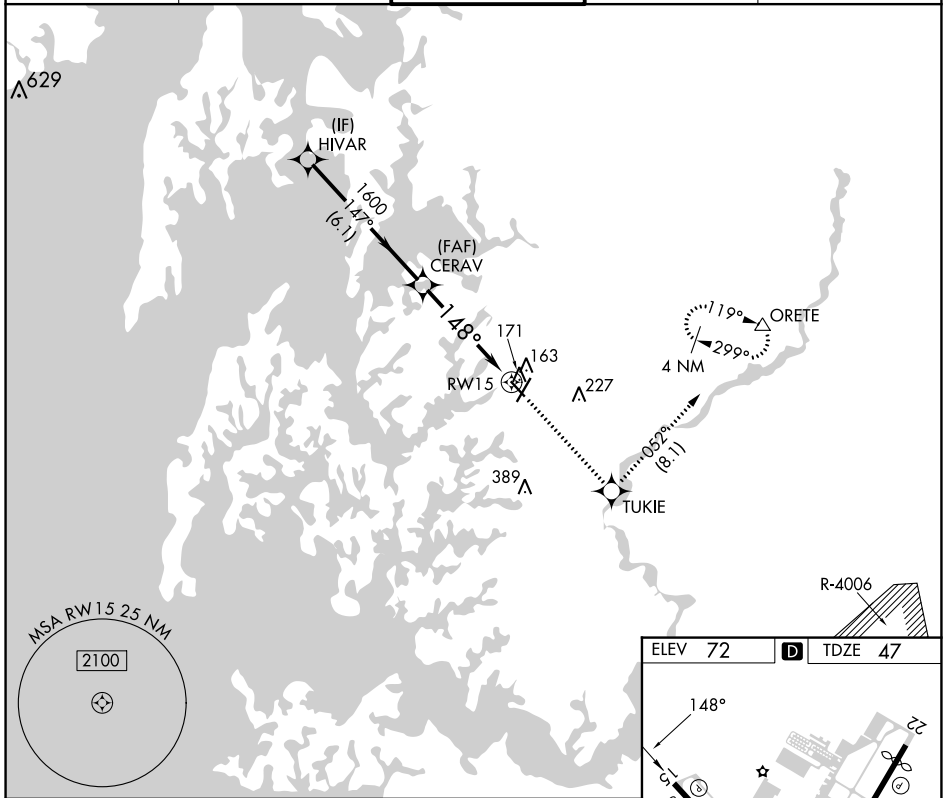 629
(IF)
HIVAR
1600
147°
(6.1)
(FAF)
CERAV
148°
171
163
RW15
227
119°
ORETE
299°
4 NM
052°
(8.1)
389
TUKIE
R-4006
MSA RW15 25 NM
2100
ELEV 72
D
TDZE 47
148°
22
15
P
P